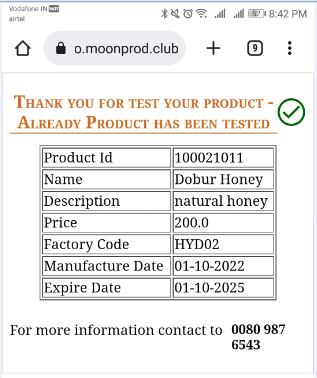 Vodafone IN
airtel
8:42 PM
o.moonprod.club
9
THANK YOU FOR TEST YOUR PRODUCT -
ALREADY PRODUCT HAS BEEN TESTED
Product Id 100021011
Name Dobur Honey
Description natural honey
Price 200.0
Factory Code HYD02
Manufacture Date 01-10-2022
Expire Date 01-10-2025
For more information contact to 0080 987
6543